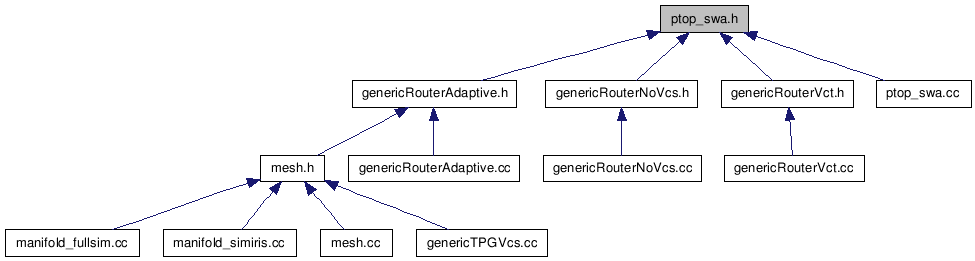 ptop_swa.h
genericRouterAdaptive.h
genericRouterNoVcs.h
genericRouterVct.h
ptop_swa.cc
mesh.h
genericRouterAdaptive.cc
genericRouterNoVcs.cc
genericRouterVct.cc
manifold_fullsim.cc
manifold_simiris.cc
mesh.cc
genericTPGVcs.cc